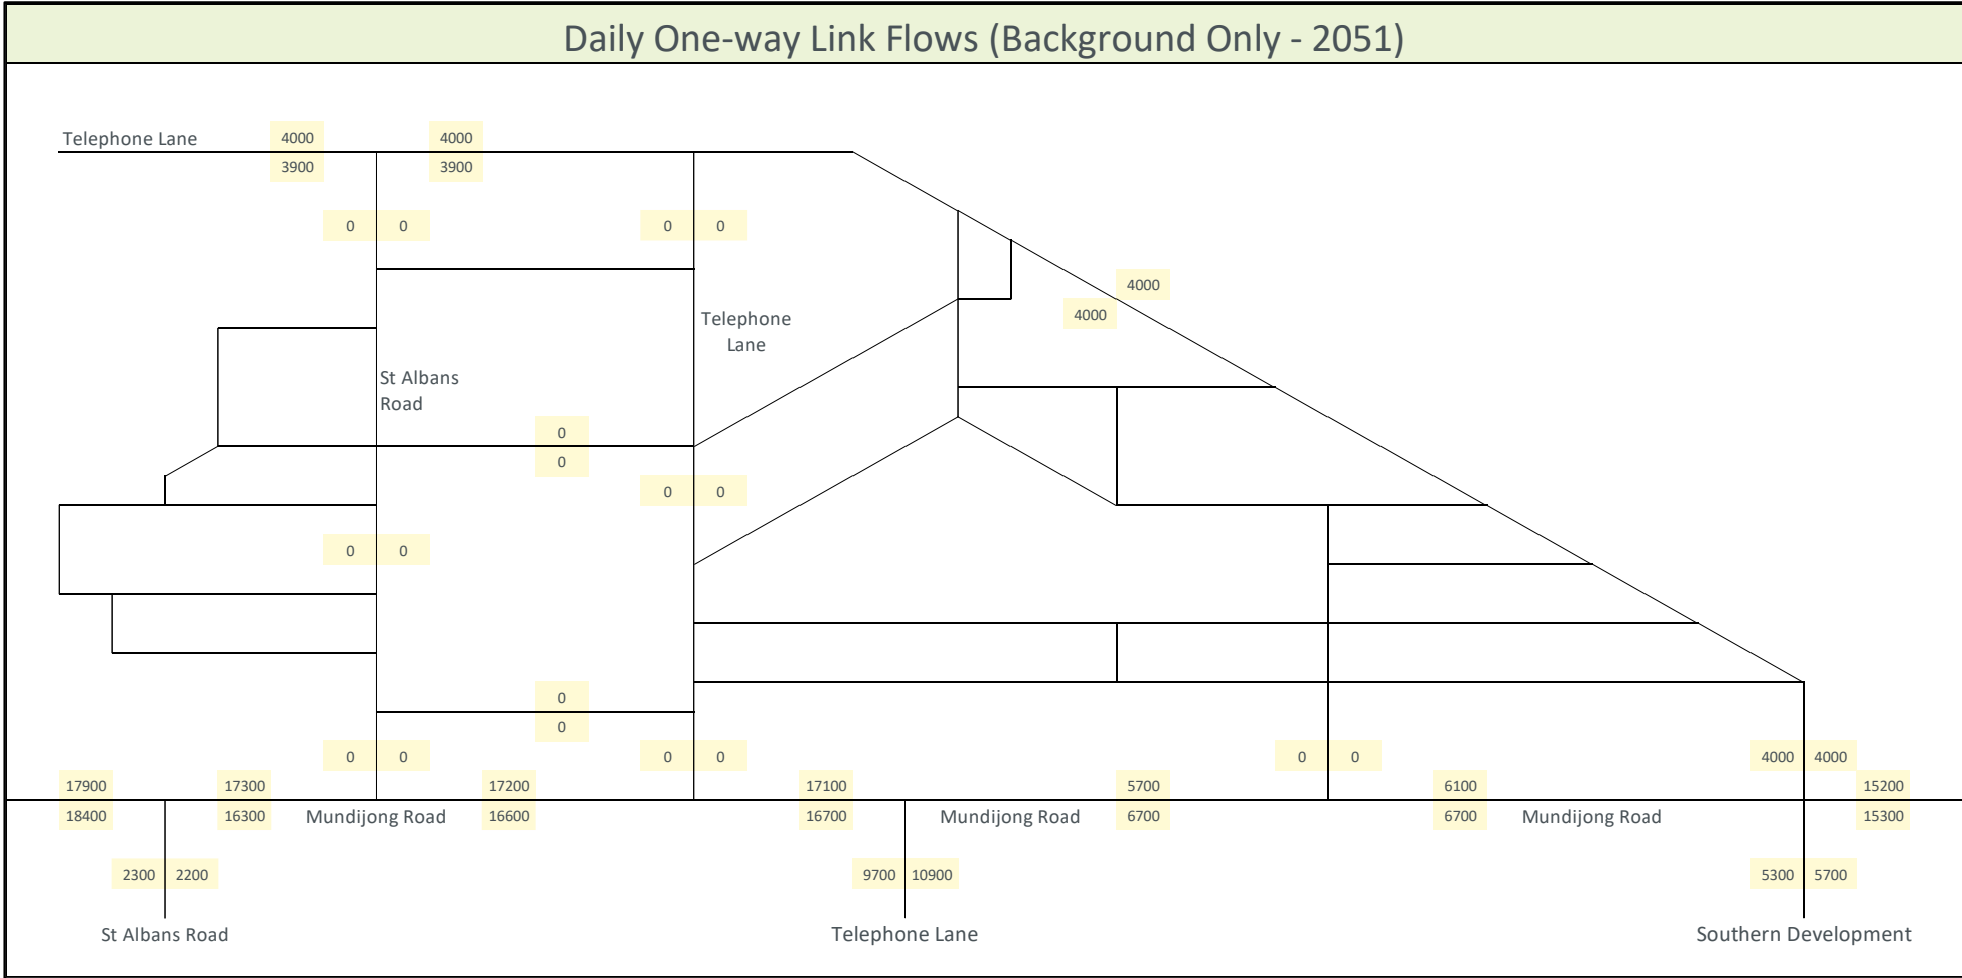 Daily One-way Link Flows (Background Only - 2051)
Telephone Lane 4000 4000
3900 3900
0 0 0 0
4000
4000
Telephone
Lane
St Albans
Road
0
0
0 0
0 0
0
0
0 0 0 0 0 0 4000 4000
17900 17300 17200 17100 5700 6100 15200
18400 16300 Mundijong Road 16600 16700 Mundijong Road 6700 6700 Mundijong Road 15300
2300 2200 9700 10900 5300 5700
St Albans Road Telephone Lane Southern Development